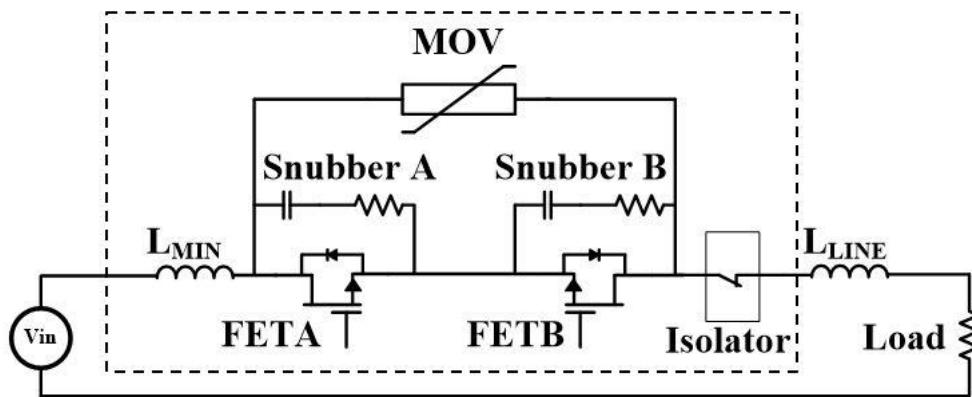 MOV
Snubber A
Snubber B
LMIN
LLINE
Vin
FETA
FETB
Isolator
Load